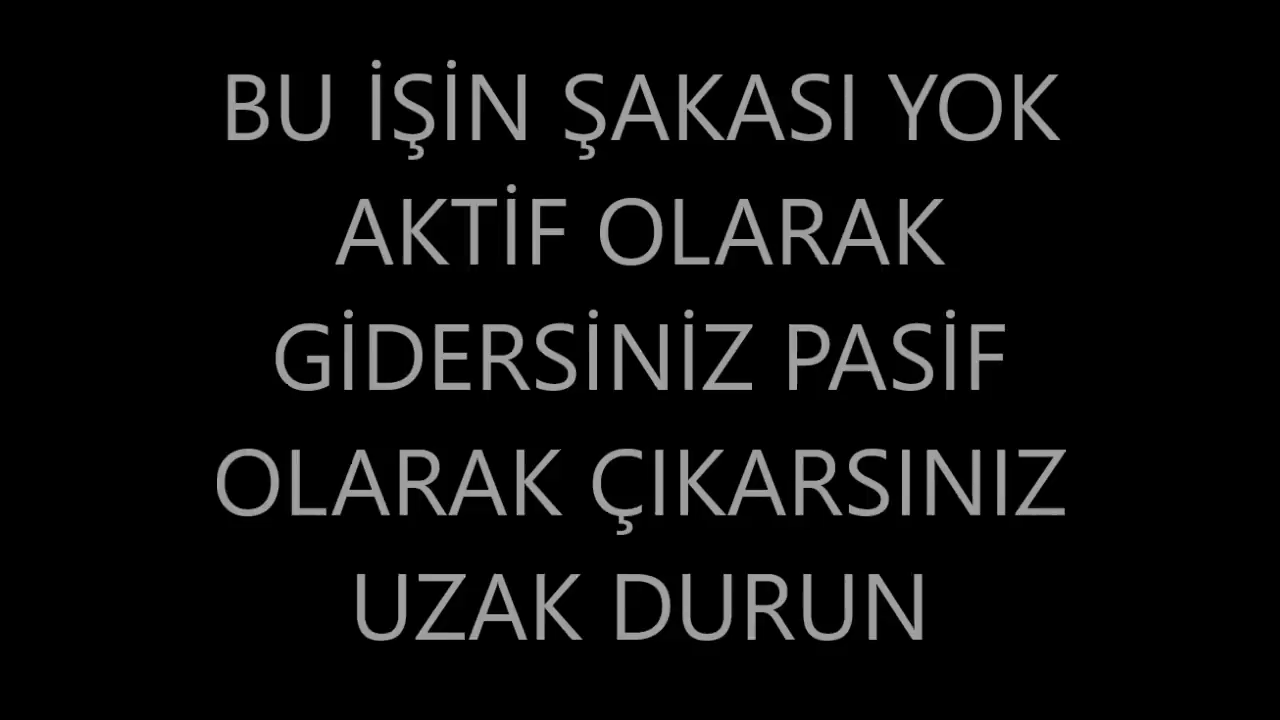 BU İŞİN ŞAKASI YOK
AKTİF OLARAK
GİDERSİNİZ PASİF
OLARAK ÇIKARSINIZ
UZAK DURUN